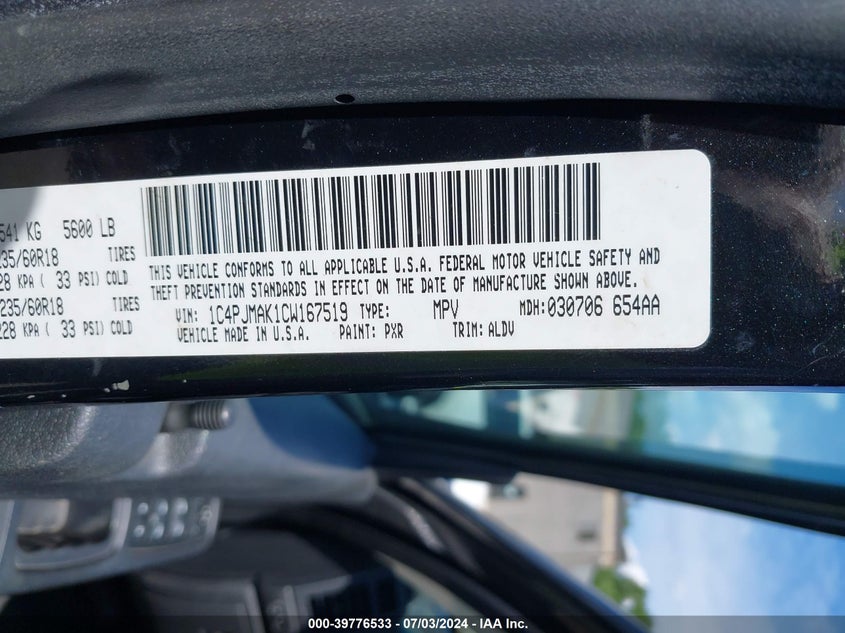 541 KG 5600 LB
235/60R18 TIRES
228 KPA ( 33 PSI) COLD
235/60R18 TIRES
228 KPA ( 33 PSI) COLD
THIS VEHICLE CONFORMS TO ALL APPLICABLE U.S.A. FEDERAL MOTOR VEHICLE SAFETY AND
THEFT PREVENTION STANDARDS IN EFFECT ON THE DATE OF MANUFACTURE SHOWN ABOVE.
VIN: 1C4PJMAK1CW167519 TYPE: MPV MDH:030706 654AA
VEHICLE MADE IN U.S.A. PAINT: PXR TRIM: ALDV
000-39776533 / 07/03/2024 - IAA Inc.